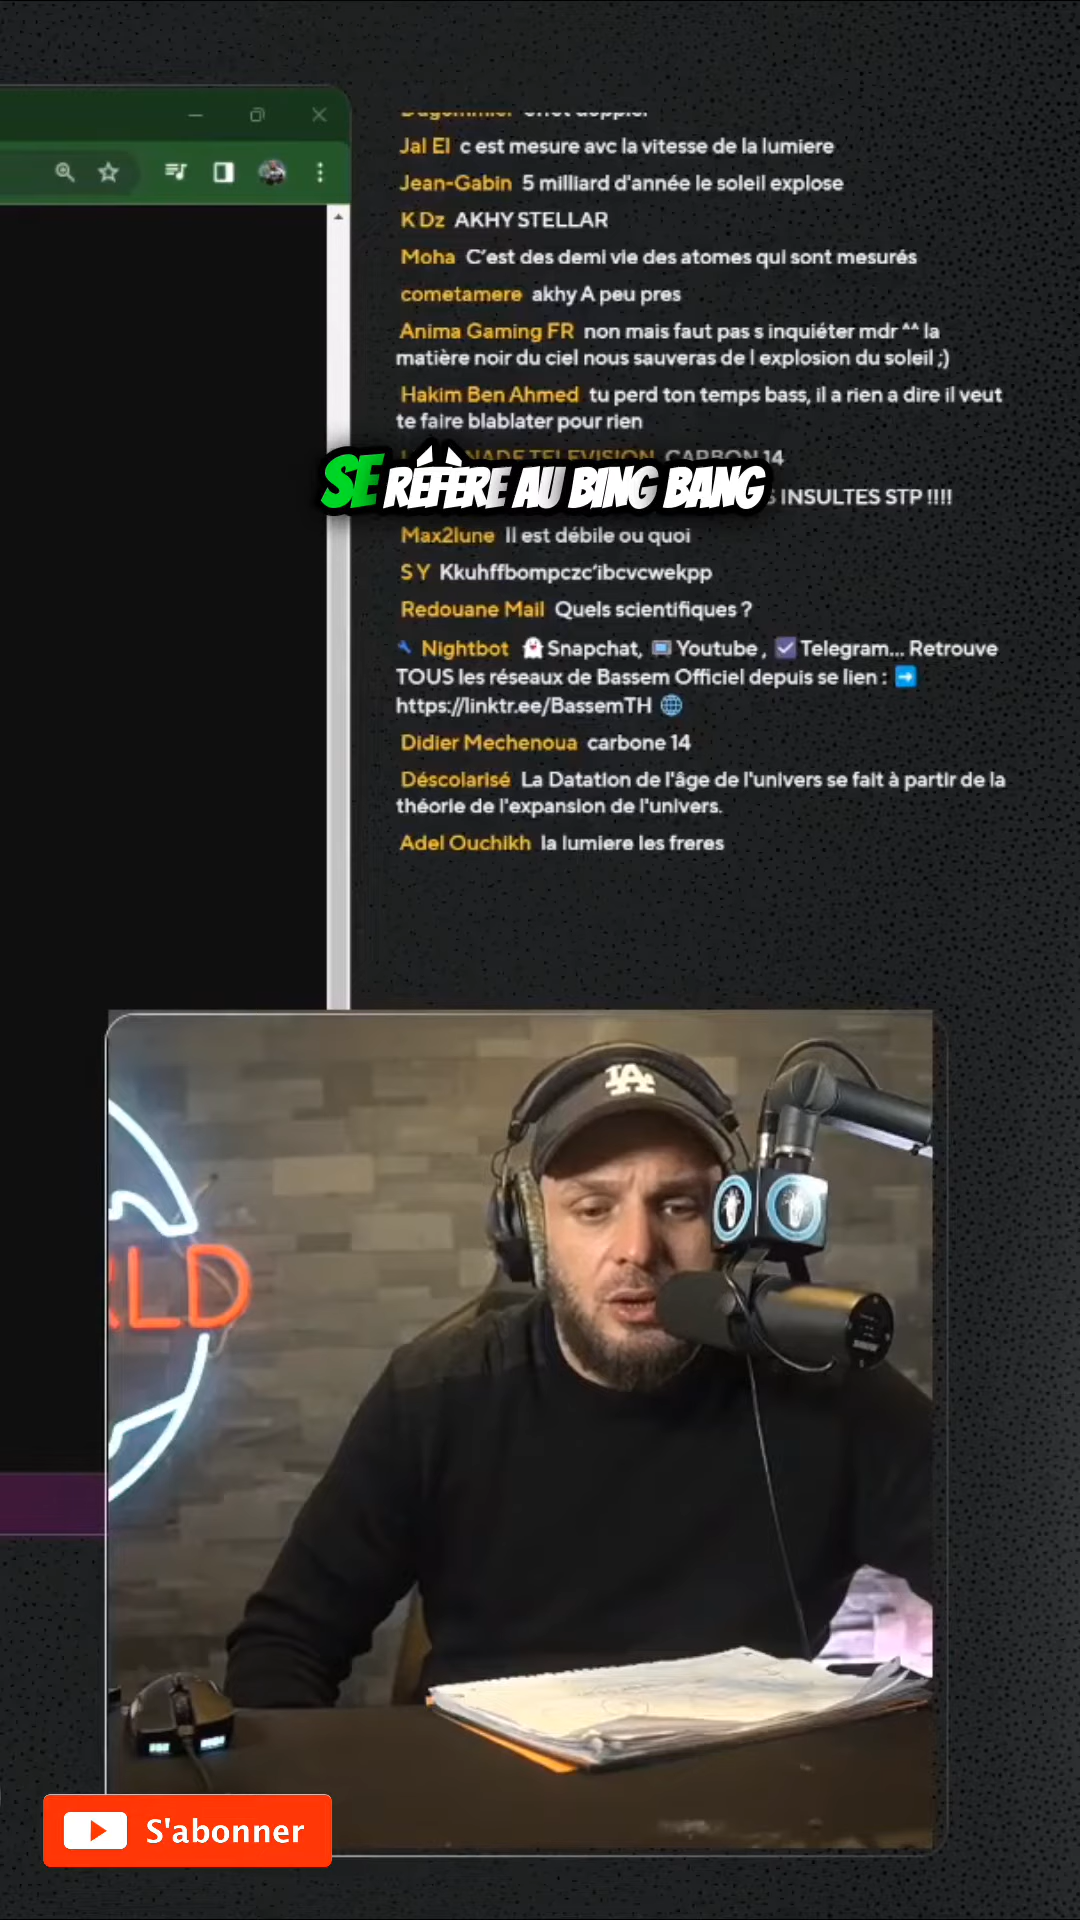 Jal El c est mesure avc la vitesse de la lumiere
Jean-Gabin 5 milliard d'année le soleil explose
K Dz AKHY STELLAR
Moha C'est des demi vie des atomes qui sont mesurés
cometamere akhy A peu pres
Anima Gaming FR non mais faut pas s inquiéter mdr ^^ la
matière noir du ciel nous sauveras de l explosion du soleil ;)
Hakim Ben Ahmed tu perd ton temps bass, il a rien a dire il veut
te faire blablater pour rien
TELEVISION CARBON 14
SE RÉFÈRE AU BING BANG
INSULTES STP !!!!
Max2lune Il est débile ou quoi
S Y Kkuhffbompczc'ibcvcwekpp
Redouane Mail Quels scientifiques ?
Nightbot 👻Snapchat, 📺Youtube , ☑️Telegram... Retrouve
TOUS les réseaux de Bassem Officiel depuis se lien : ➡️
https://linktr.ee/BassemTH 🌐
Didier Mechenoua carbone 14
Déscolarisé La Datation de l'âge de l'univers se fait à partir de la
théorie de l'expansion de l'univers.
Adel Ouchikh la lumiere les freres
LA
RLD
S'abonner